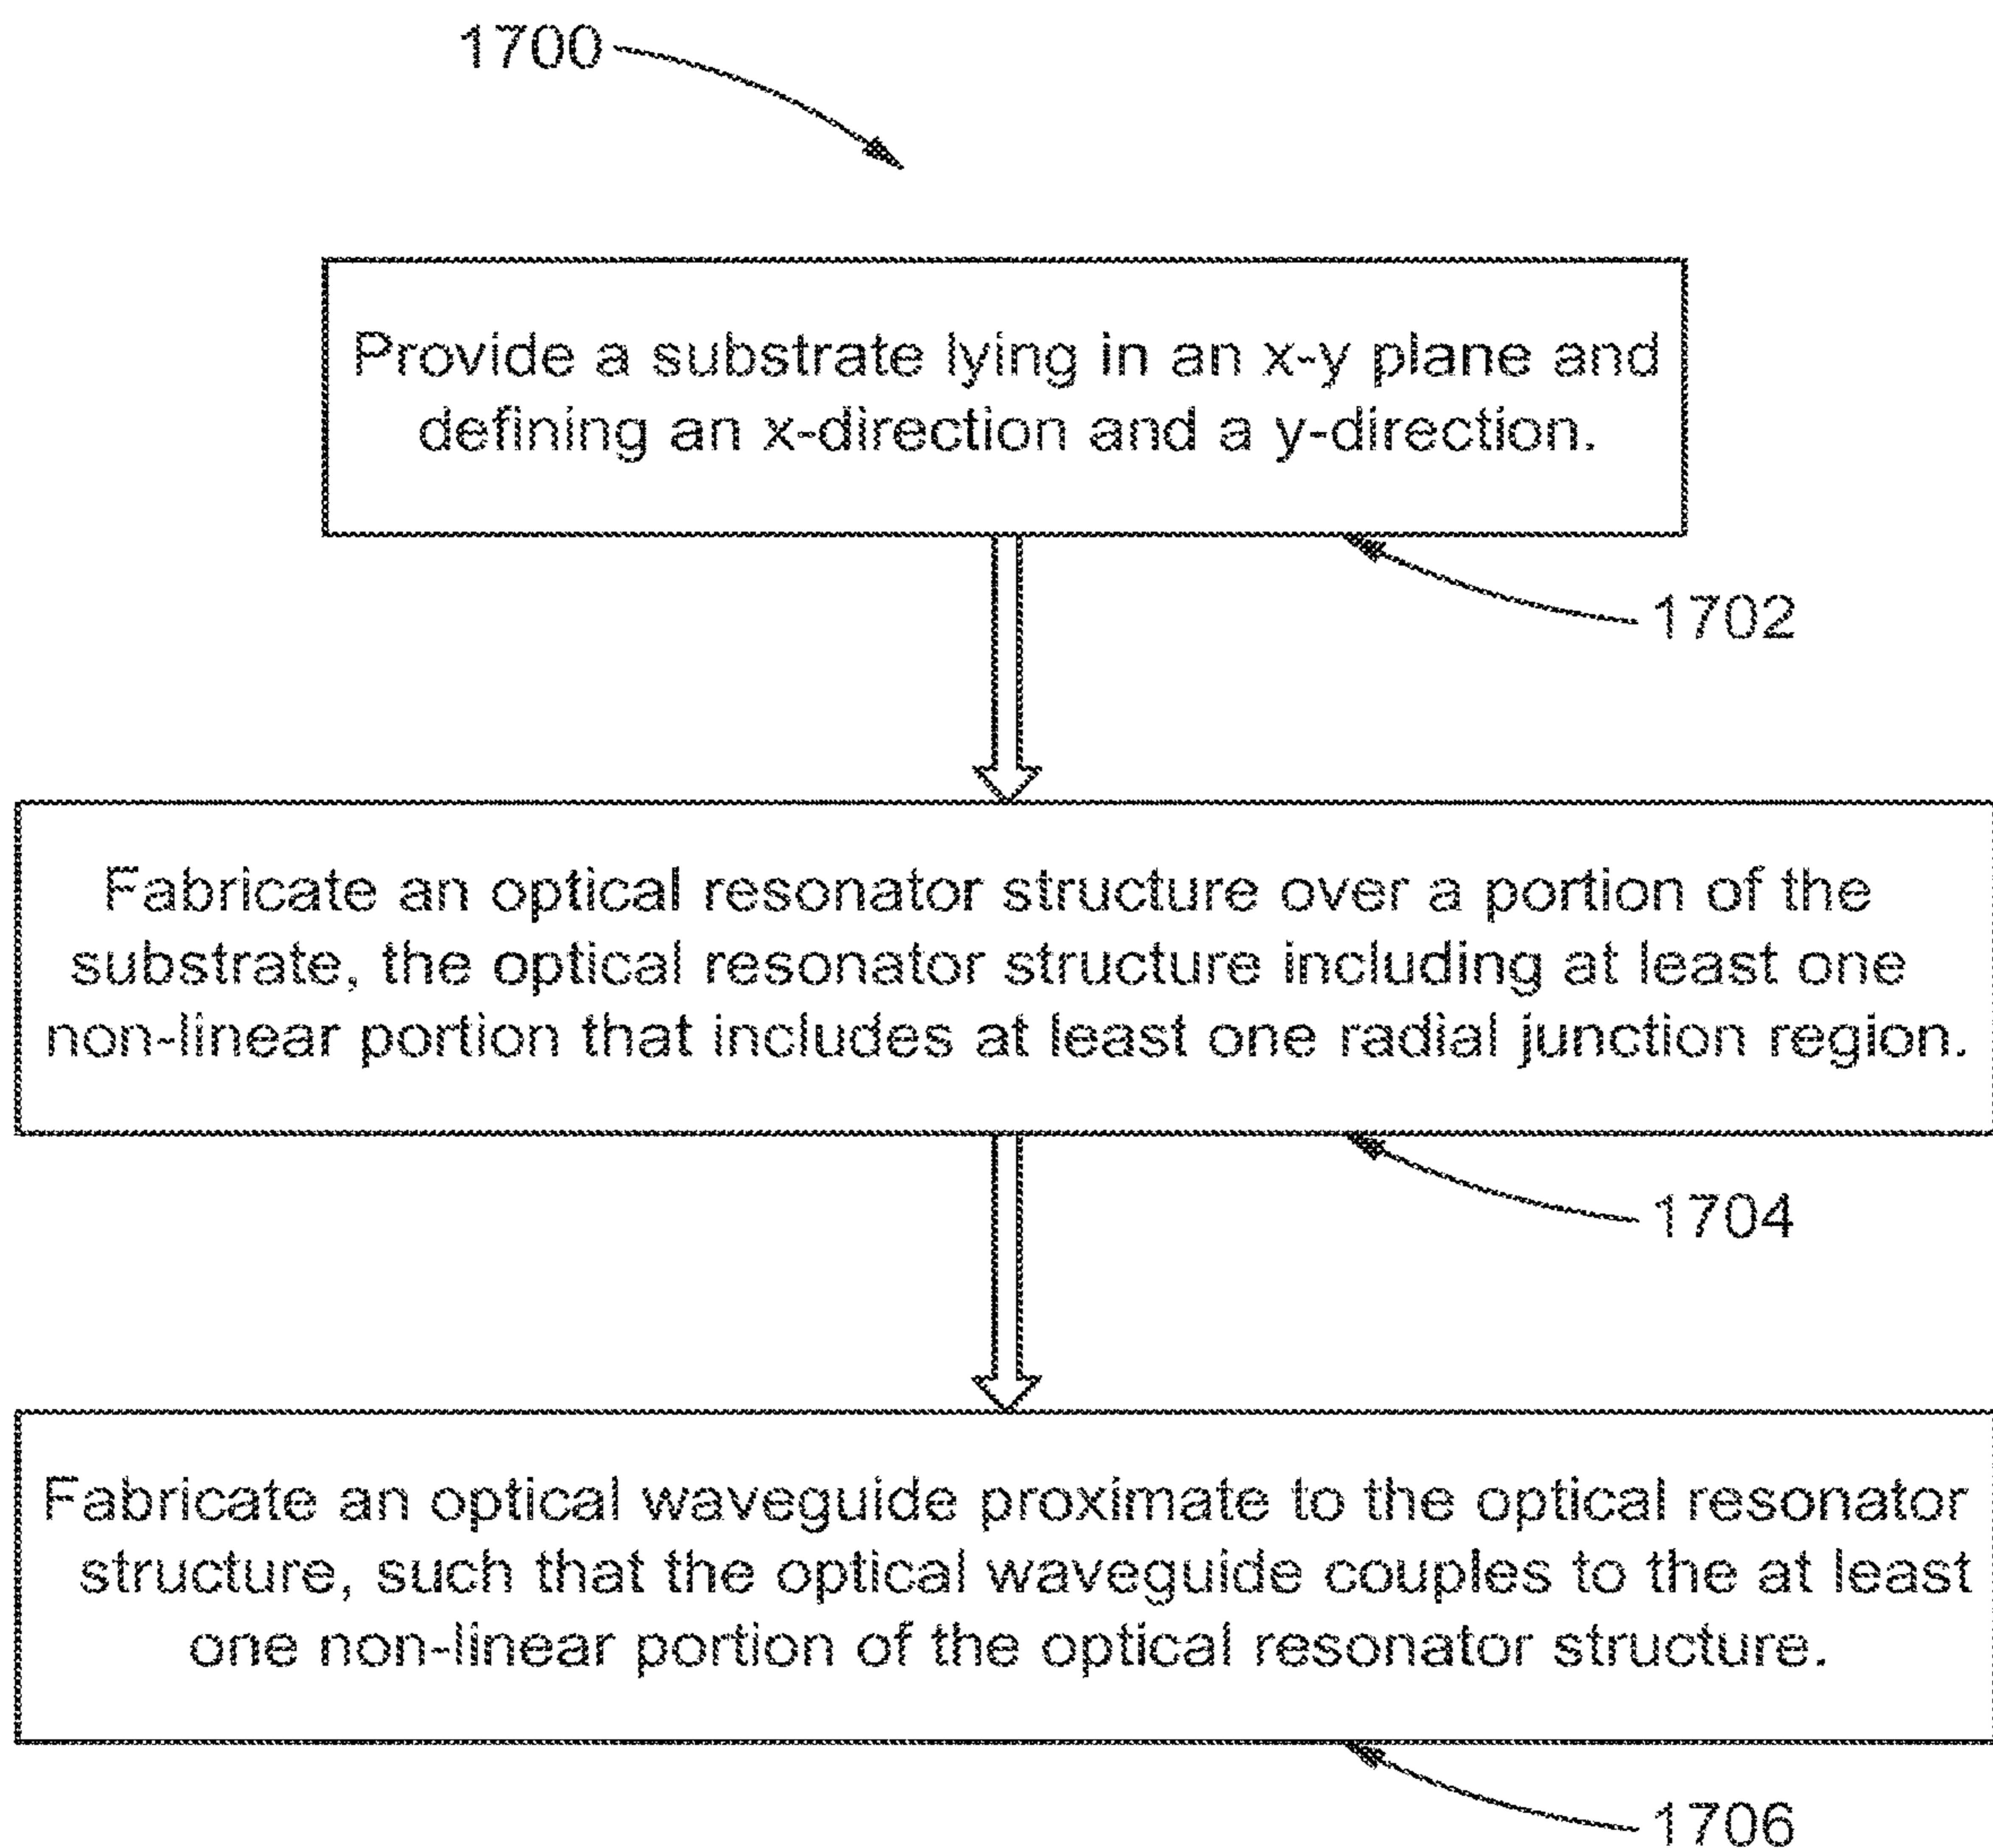 1700
Provide a substrate lying in an x-y plane and
defining an x-direction and a y-direction.
1702
Fabricate an optical resonator structure over a portion of the
substrate, the optical resonator structure including at least one
non-linear portion that includes at least one radial junction region.
1704
Fabricate an optical waveguide proximate to the optical resonator
structure, such that the optical waveguide couples to the at least
one non-linear portion of the optical resonator structure.
1706